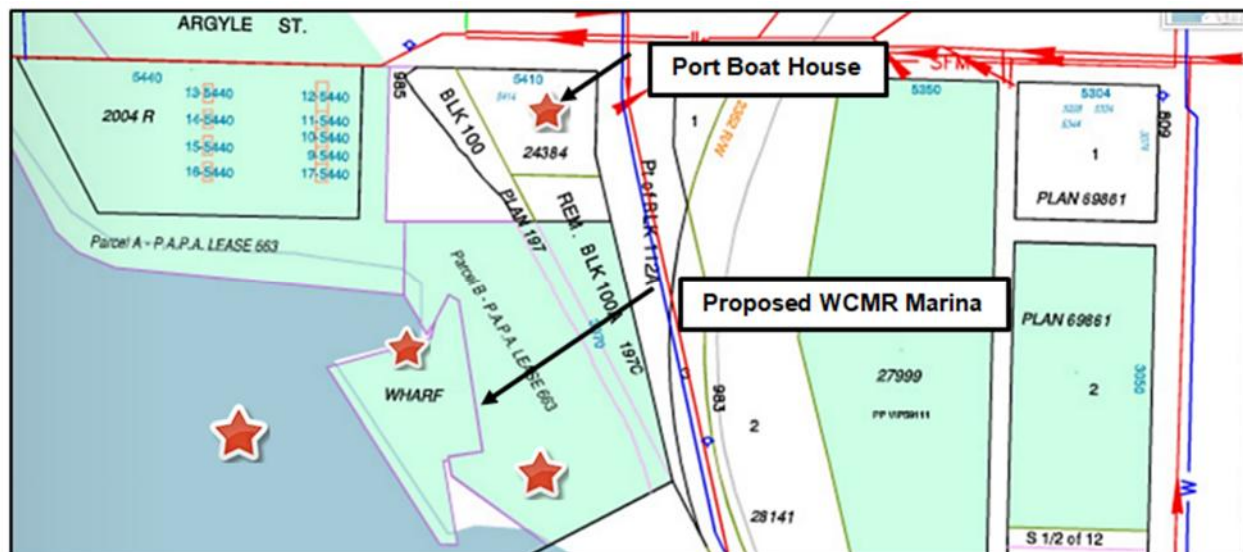 ARGYLE ST.
Port Boat House
SFM
5440
985
5410
5414
5350
5304
809
13-5440
12-5440
2004 R
14-5440
11-5440
10-5440
15-5440
9-5440
16-5440
17-5440
BLK 100
24384
1
2362 R/W
1
PLAN 69861
PLAN 197
REM. BLK 100A
Pt of BLK 112A
Parcel A - P.A.P.A. LEASE 663
Parcel B - P.A.P.A. LEASE 663
Proposed WCMR Marina
197C
PLAN 69861
WHARF
983
27999
2
3050
2
W
28141
S 1/2 of 12